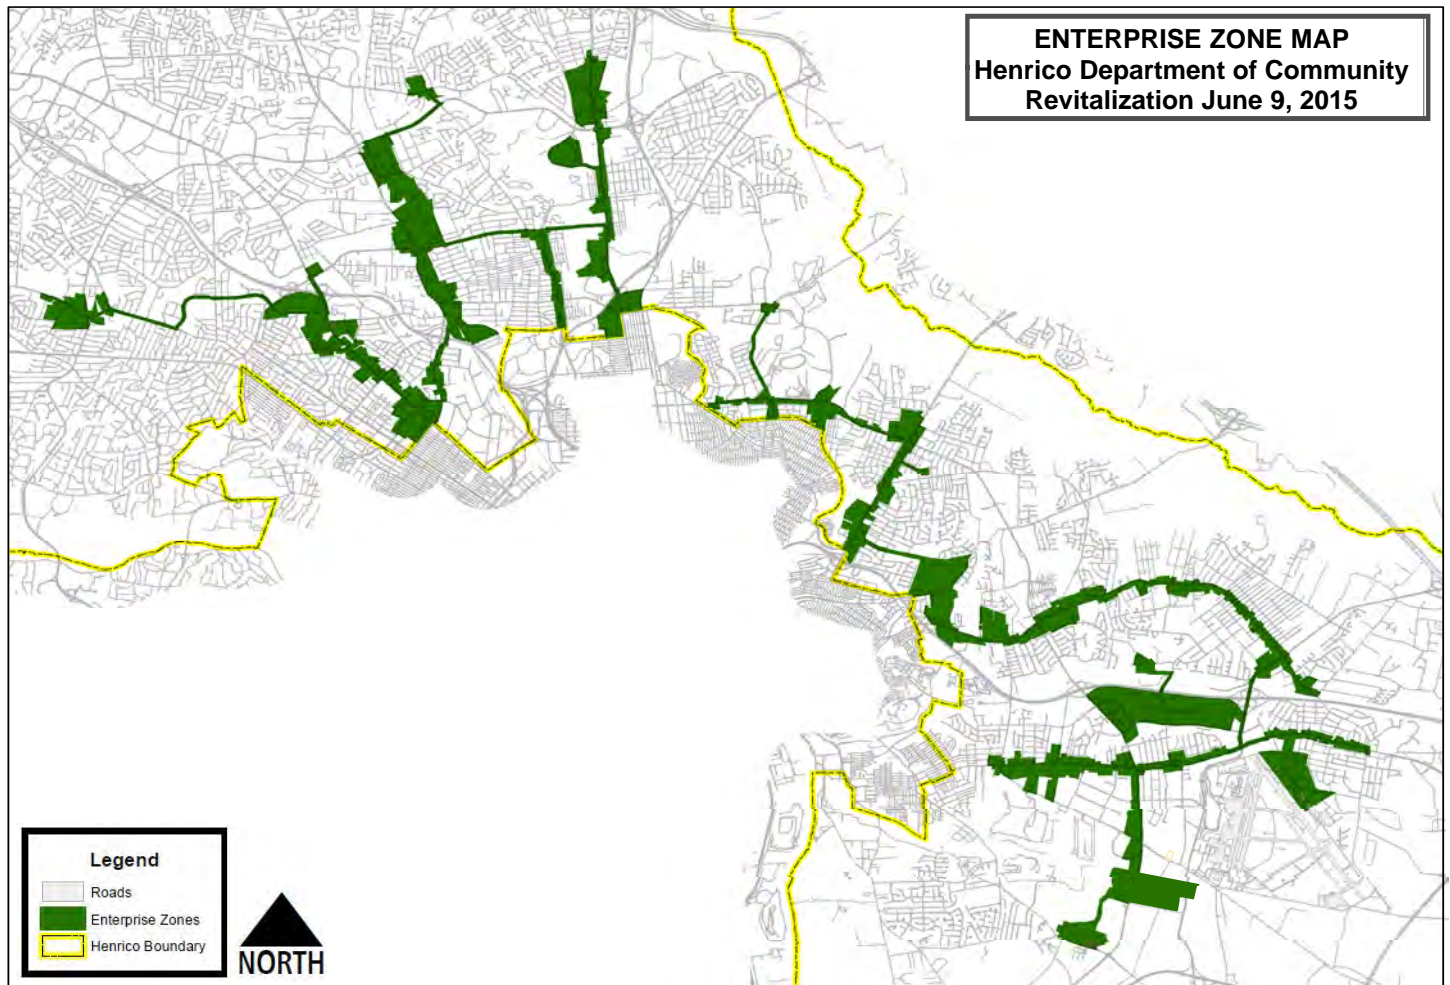 ENTERPRISE ZONE MAP
Henrico Department of Community
Revitalization June 9, 2015
Legend
Roads
Enterprise Zones
Henrico Boundary
NORTH